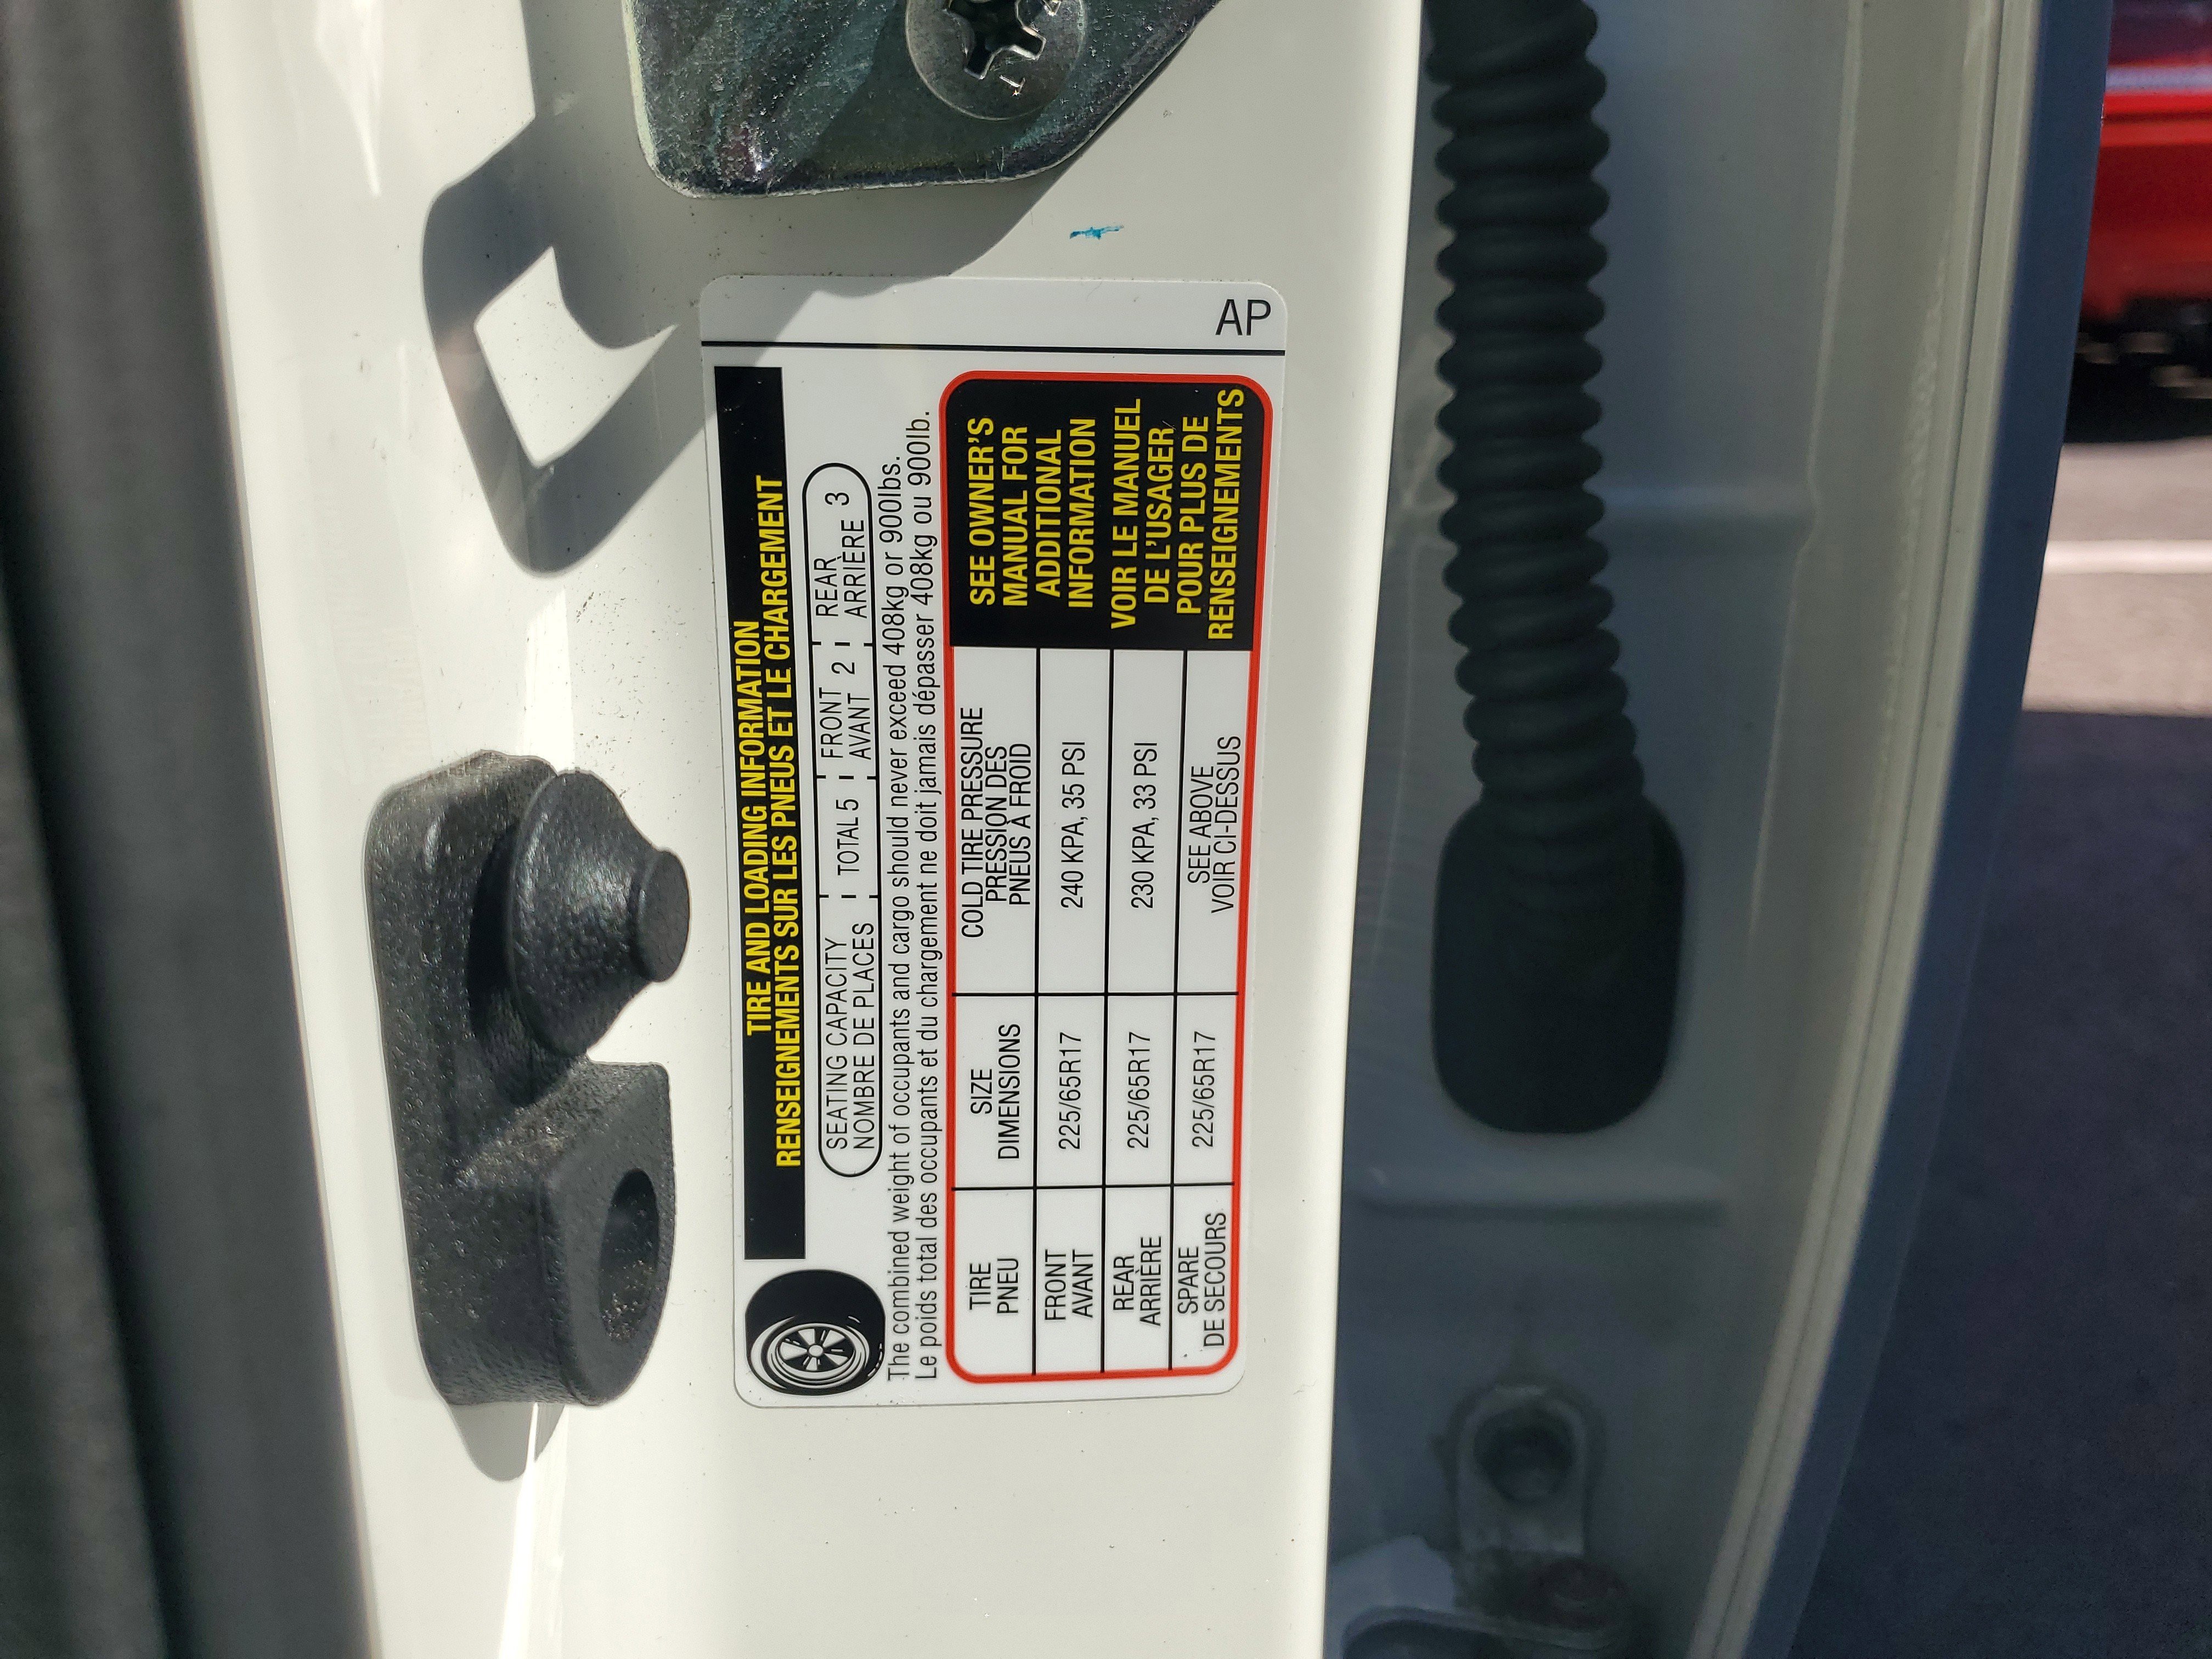 AP
TIRE AND LOADING INFORMATION
RENSEIGNEMENTS SUR LES PNEUS ET LE CHARGEMENT
SEATING CAPACITY
NOMBRE DE PLACES
TOTAL 5
FRONT
AVANT 2
REAR
ARRIÈRE 3
The combined weight of occupants and cargo should never exceed 408kg or 900lbs.
Le poids total des occupants et du chargement ne doit jamais dépasser 408kg ou 900lb.
TIRE
PNEU
SIZE
DIMENSIONS
COLD TIRE PRESSURE
PRESSION DES
PNEUS À FROID
FRONT
AVANT
225/65R17
240 KPA, 35 PSI
REAR
ARRIÈRE
225/65R17
230 KPA, 33 PSI
SPARE
DE SECOURS
225/65R17
SEE ABOVE
VOIR CI-DESSUS
SEE OWNER'S
MANUAL FOR
ADDITIONAL
INFORMATION
VOIR LE MANUEL
DE L'USAGER
POUR PLUS DE
RENSEIGNEMENTS